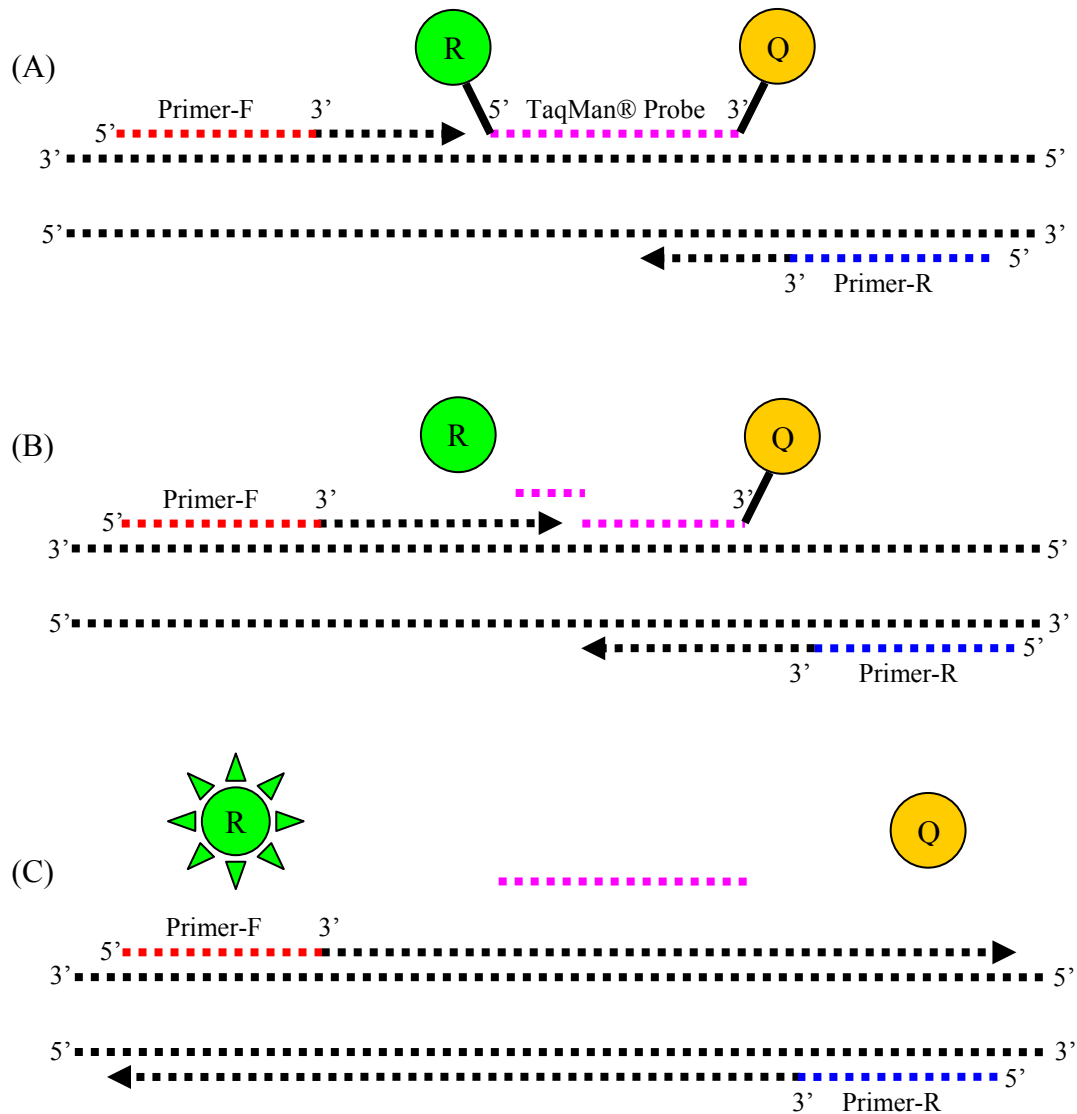 R Q
(A)
Primer-F 3’ 5’ TaqMan® Probe 3’
5’
3’ 5’
5’ 3’
5’
3’ Primer-R
R Q
(B)
Primer-F 3’ 3’
5’
3’ 5’
5’ 3’
5’
3’ Primer-R
R Q
(C)
Primer-F 3’
5’
3’ 5’
5’ 3’
5’
3’ Primer-R